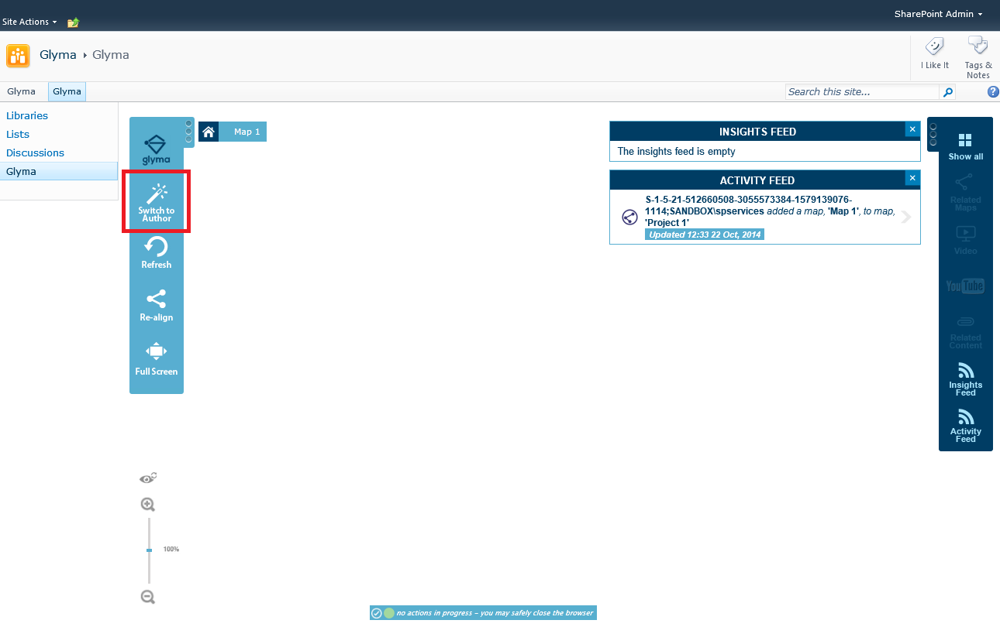 Site Actions
SharePoint Admin
Glyma
Glyma
I Like It
Tags &
Notes
Glyma
Glyma
Search this site...
Libraries
Lists
Discussions
Glyma
glyma
Switch to
Author
Refresh
Re-align
Full Screen
Map 1
INSIGHTS FEED
The insights feed is empty
ACTIVITY FEED
S-1-5-21-512660508-3055573384-1579139076-
1114;SANDBOX\spservices added a map, 'Map 1', to map,
'Project 1'
Updated 12:33 22 Oct, 2014
Show all
Related
Maps
Video
YouTube
Related
Content
Insights
Feed
Activity
Feed
100%
no actions in progress – you may safely close the browser